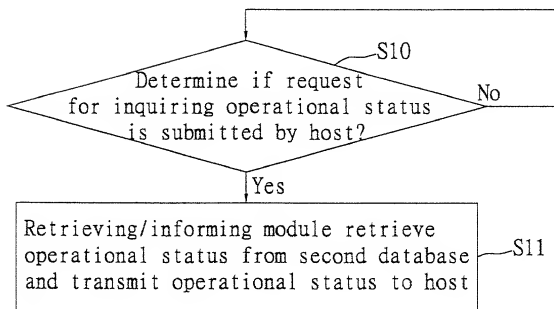 S10
Determine if request
for inquiring operational status
is submitted by host?
No
Yes
Retrieving/informing module retrieve
operational status from second database
and transmit operational status to host
S11